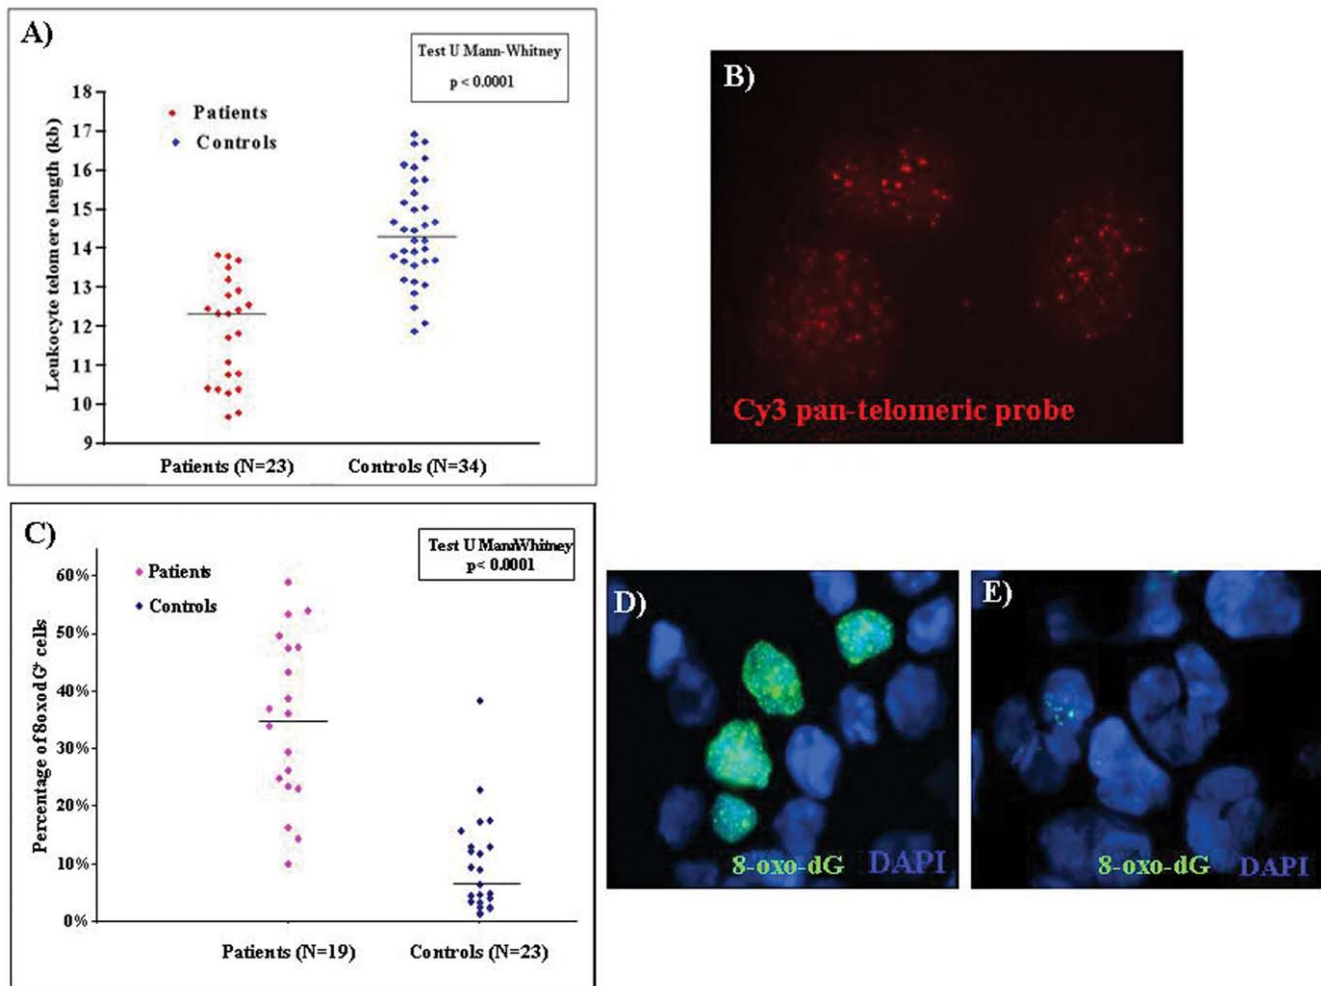 A)
Test U Mann-Whitney
p < 0.0001
Patients
Controls
Leukocyte telomere length (kb)
18
17
16
15
14
13
12
11
10
9
Patients (N=23)
Controls (N=34)
B)
Cy3 pan-telomeric probe
C)
Test U MannWhitney
p< 0.0001
Patients
Controls
Percentage of 8oxodG⁺ cells
60%
50%
40%
30%
20%
10%
0%
Patients (N=19)
Controls (N=23)
D)
8-oxo-dG DAPI
E)
8-oxo-dG DAPI